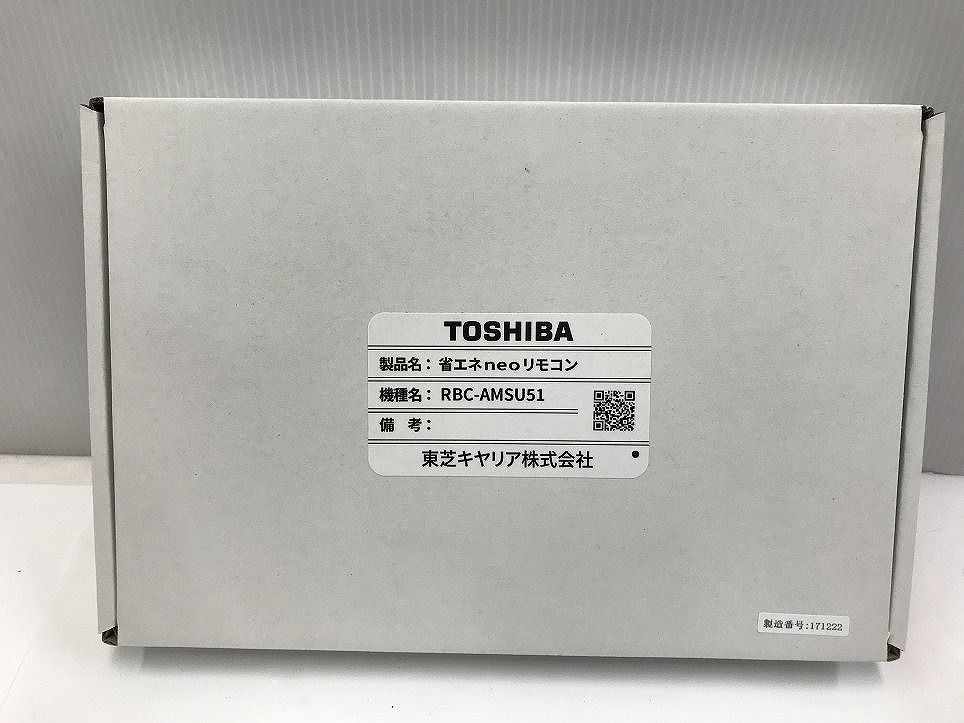 TOSHIBA
製品名：省エネneoリモコン
機種名：RBC-AMSU51
備　考：
東芝キヤリア株式会社
製造番号:171222